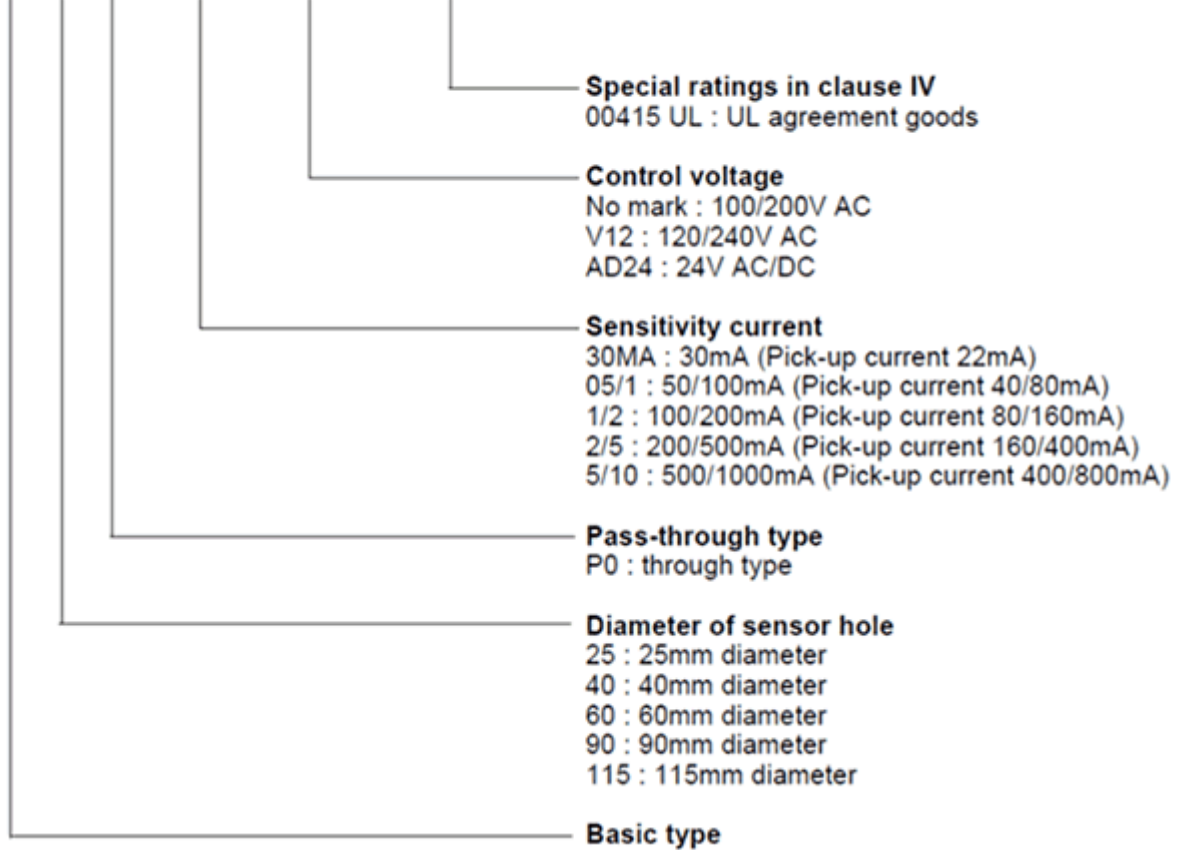 Special ratings in clause IV
00415 UL : UL agreement goods
Control voltage
No mark : 100/200V AC
V12 : 120/240V AC
AD24 : 24V AC/DC
Sensitivity current
30MA : 30mA (Pick-up current 22mA)
05/1 : 50/100mA (Pick-up current 40/80mA)
1/2 : 100/200mA (Pick-up current 80/160mA)
2/5 : 200/500mA (Pick-up current 160/400mA)
5/10 : 500/1000mA (Pick-up current 400/800mA)
Pass-through type
P0 : through type
Diameter of sensor hole
25 : 25mm diameter
40 : 40mm diameter
60 : 60mm diameter
90 : 90mm diameter
115 : 115mm diameter
Basic type